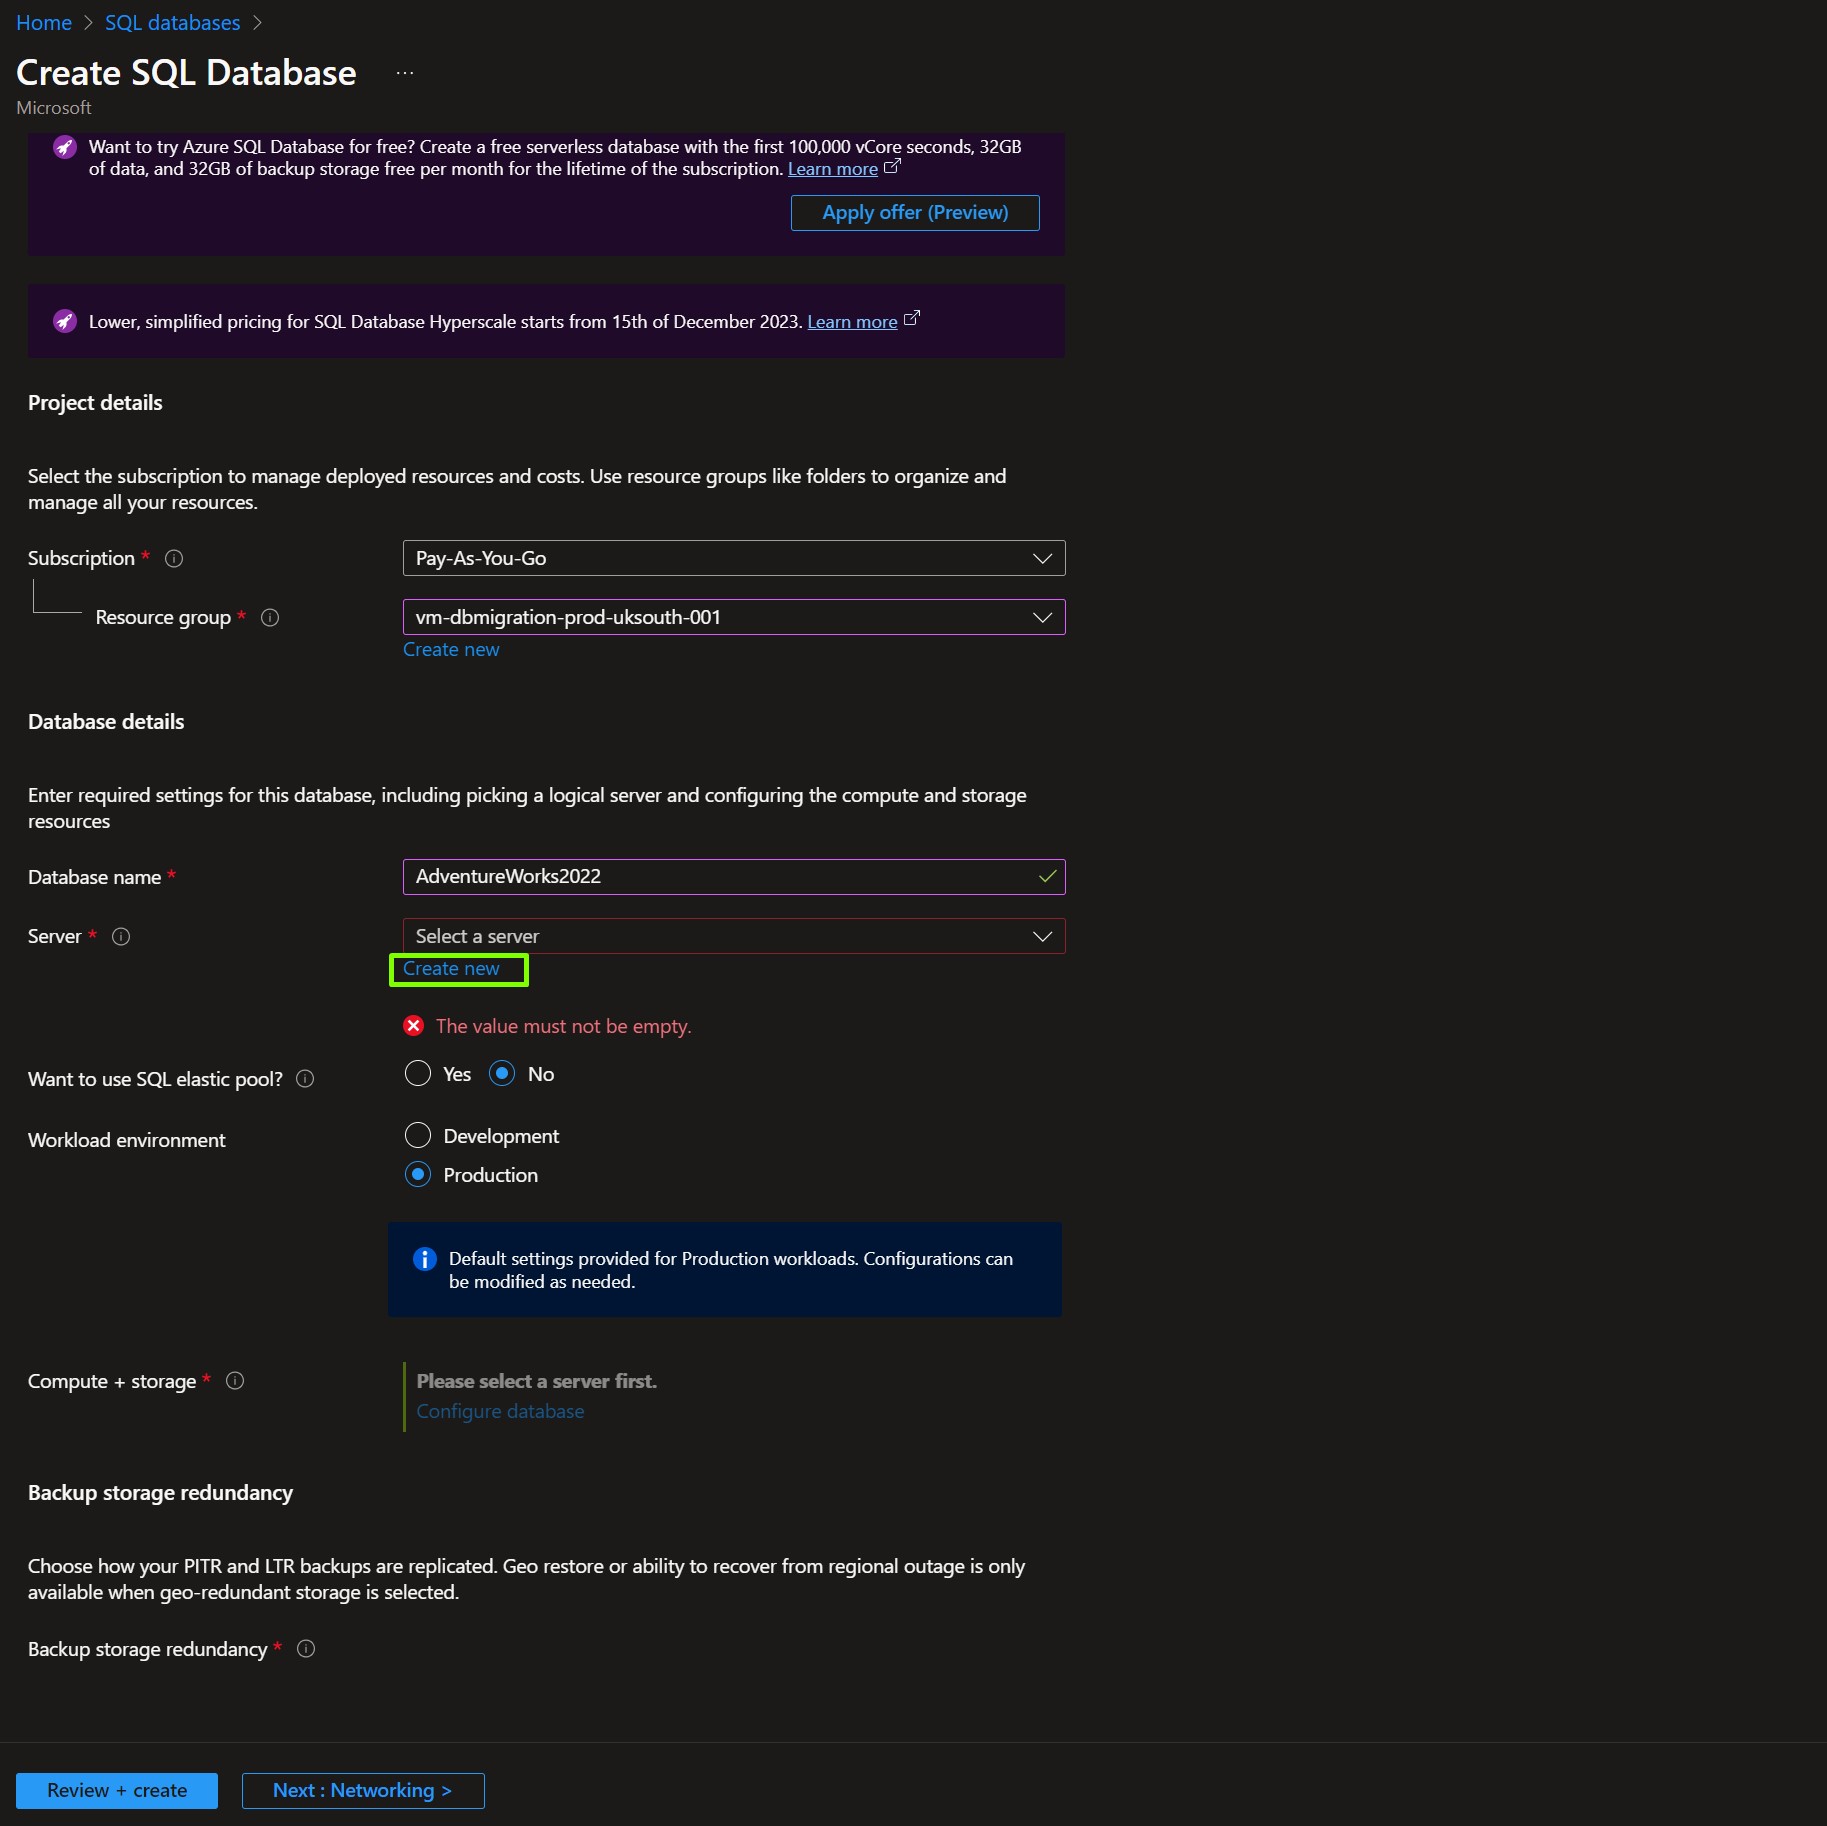 Home > SQL databases >
Create SQL Database ...
Microsoft
Want to try Azure SQL Database for free? Create a free serverless database with the first 100,000 vCore seconds, 32GB
of data, and 32GB of backup storage free per month for the lifetime of the subscription. Learn more
Apply offer (Preview)
Lower, simplified pricing for SQL Database Hyperscale starts from 15th of December 2023. Learn more
Project details
Select the subscription to manage deployed resources and costs. Use resource groups like folders to organize and
manage all your resources.
Subscription * Pay-As-You-Go
Resource group * vm-dbmigration-prod-uksouth-001
Create new
Database details
Enter required settings for this database, including picking a logical server and configuring the compute and storage
resources
Database name * AdventureWorks2022
Server * Select a server
Create new
The value must not be empty.
Want to use SQL elastic pool? Yes No
Workload environment Development
Production
Default settings provided for Production workloads. Configurations can
be modified as needed.
Compute + storage * Please select a server first.
Configure database
Backup storage redundancy
Choose how your PITR and LTR backups are replicated. Geo restore or ability to recover from regional outage is only
available when geo-redundant storage is selected.
Backup storage redundancy *
Review + create Next : Networking >